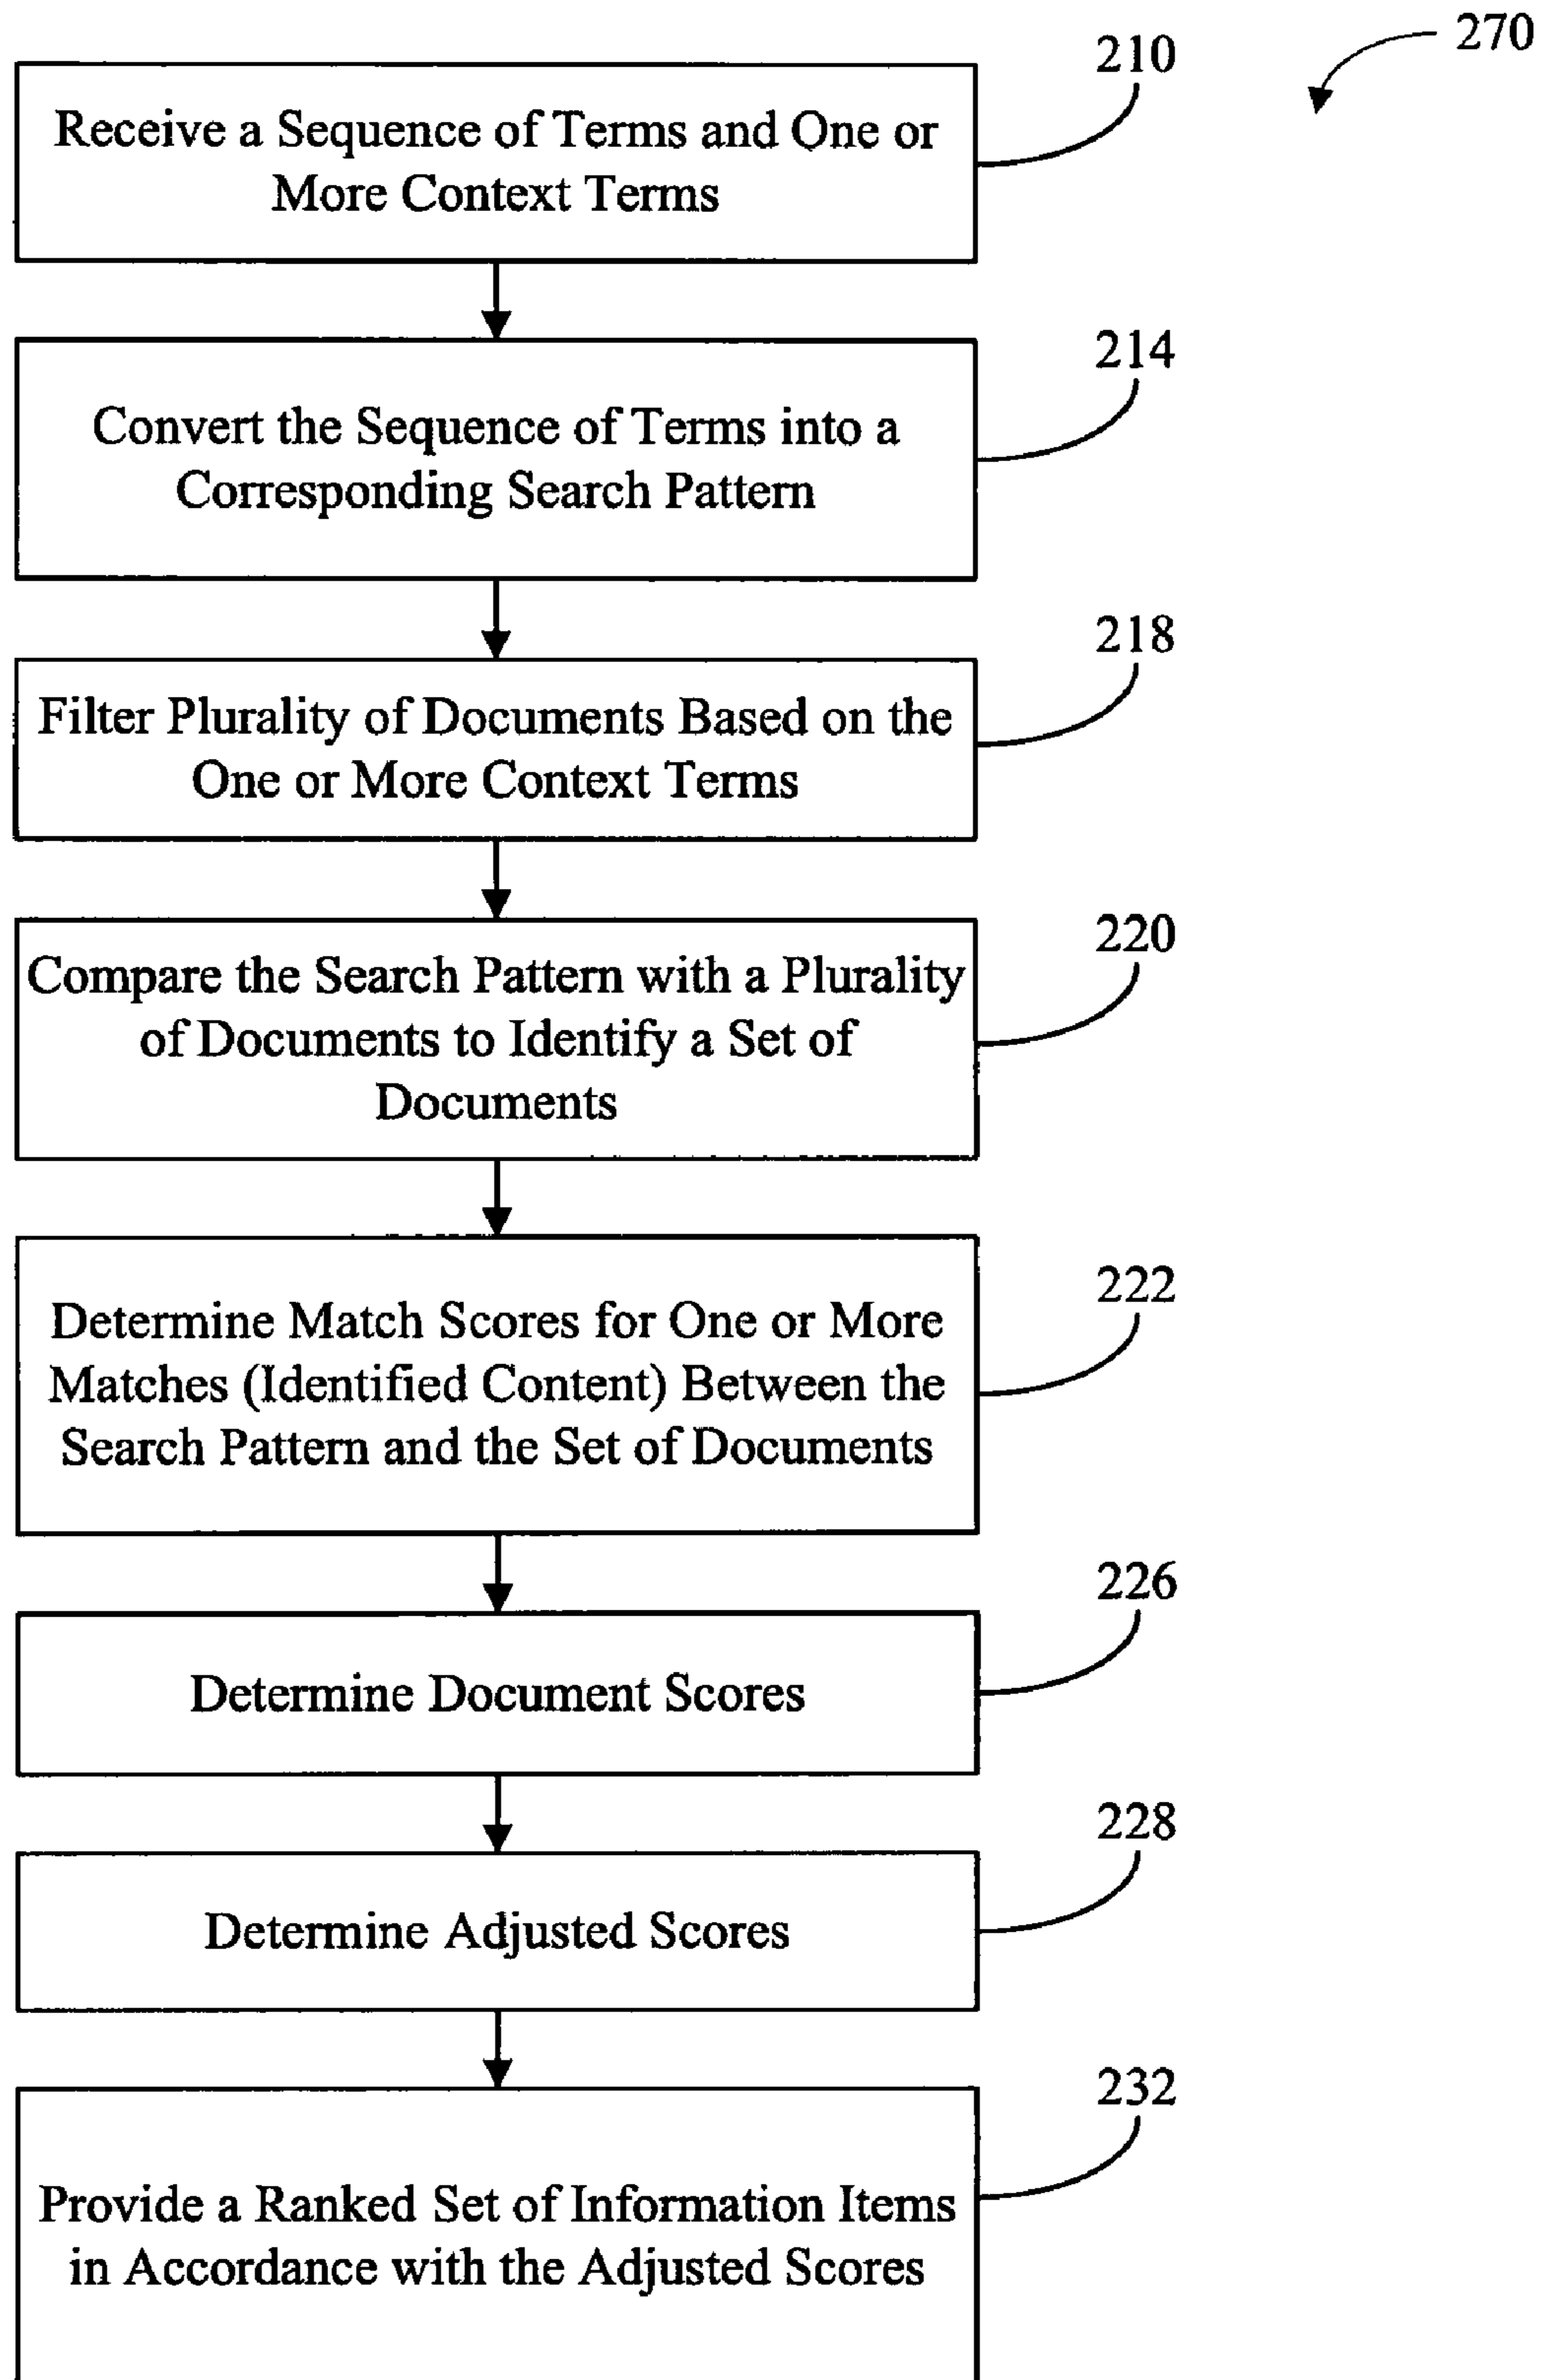 270
210
Receive a Sequence of Terms and One or
More Context Terms
214
Convert the Sequence of Terms into a
Corresponding Search Pattern
218
Filter Plurality of Documents Based on the
One or More Context Terms
220
Compare the Search Pattern with a Plurality
of Documents to Identify a Set of
Documents
222
Determine Match Scores for One or More
Matches (Identified Content) Between the
Search Pattern and the Set of Documents
226
Determine Document Scores
228
Determine Adjusted Scores
232
Provide a Ranked Set of Information Items
in Accordance with the Adjusted Scores